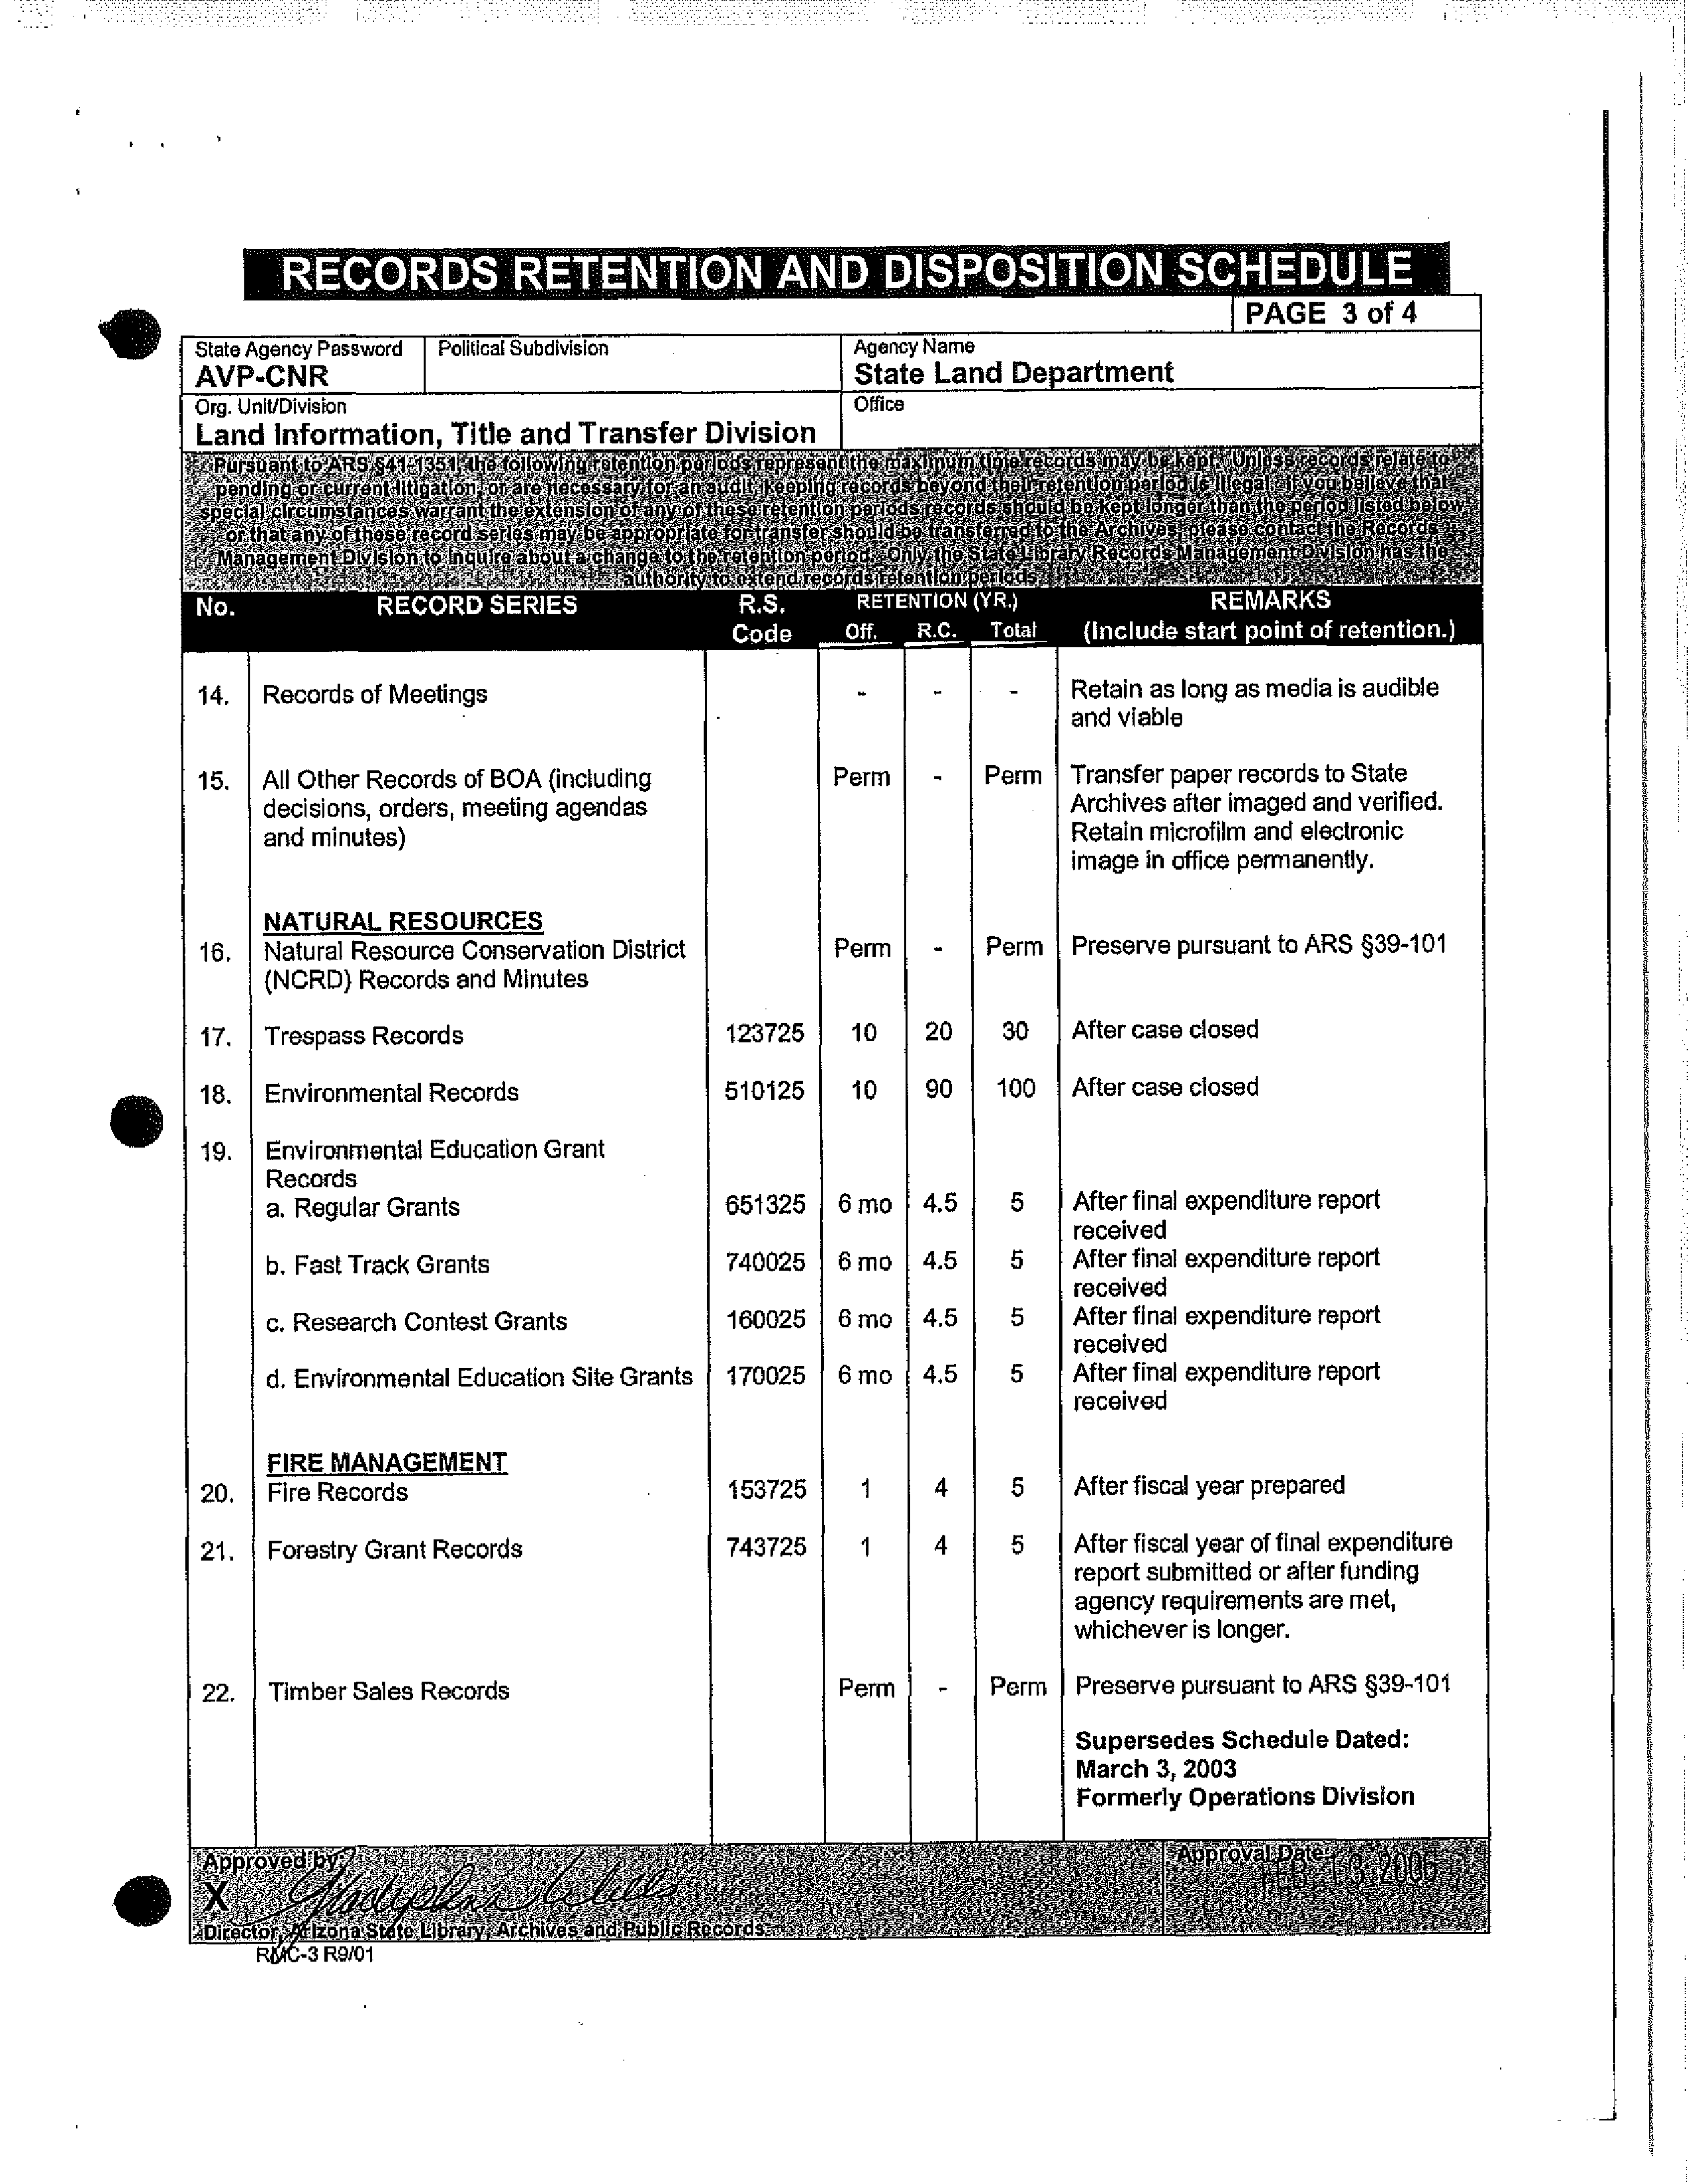 RECORDS RETENTION AND DISPOSITION SCHEDULE
PAGE 3 of 4
State Agency Password
AVP-CNR
Political Subdivision
Agency Name
State Land Department
Org. Unit/Division
Land Information, Title and Transfer Division
Office
Pursuant to ARS §41-1351, the following retention periods represent the maximum time records may be kept. Unless records relate to
pending or current litigation, or are necessary for an audit, keeping records beyond their retention period is illegal. If you believe that
special circumstances warrant the extension of any of these retention periods records should be kept longer than the period listed below
or that any of these record series may be appropriate for transfer should be transferred to the Archives, please contact the Records
Management Division to inquire about a change to the retention period. Only the State Library Records Management Division has the
authority to extend records retention periods.
No. RECORD SERIES R.S. RETENTION (YR.) REMARKS
Code Off. R.C. Total (Include start point of retention.)
14. Records of Meetings - - - Retain as long as media is audible
and viable
15. All Other Records of BOA (including Perm - Perm Transfer paper records to State
decisions, orders, meeting agendas Archives after imaged and verified.
and minutes) Retain microfilm and electronic
image in office permanently.
NATURAL RESOURCES
16. Natural Resource Conservation District Perm - Perm Preserve pursuant to ARS §39-101
(NCRD) Records and Minutes
17. Trespass Records 123725 10 20 30 After case closed
18. Environmental Records 510125 10 90 100 After case closed
19. Environmental Education Grant
Records
a. Regular Grants 651325 6 mo 4.5 5 After final expenditure report
received
b. Fast Track Grants 740025 6 mo 4.5 5 After final expenditure report
received
c. Research Contest Grants 160025 6 mo 4.5 5 After final expenditure report
received
d. Environmental Education Site Grants 170025 6 mo 4.5 5 After final expenditure report
received
FIRE MANAGEMENT
20. Fire Records 153725 1 4 5 After fiscal year prepared
21. Forestry Grant Records 743725 1 4 5 After fiscal year of final expenditure
report submitted or after funding
agency requirements are met,
whichever is longer.
22. Timber Sales Records Perm - Perm Preserve pursuant to ARS §39-101
Supersedes Schedule Dated:
March 3, 2003
Formerly Operations Division
Approved by:
X
Approval Date:
Director, Arizona State Library, Archives and Public Records
RMC-3 R9/01